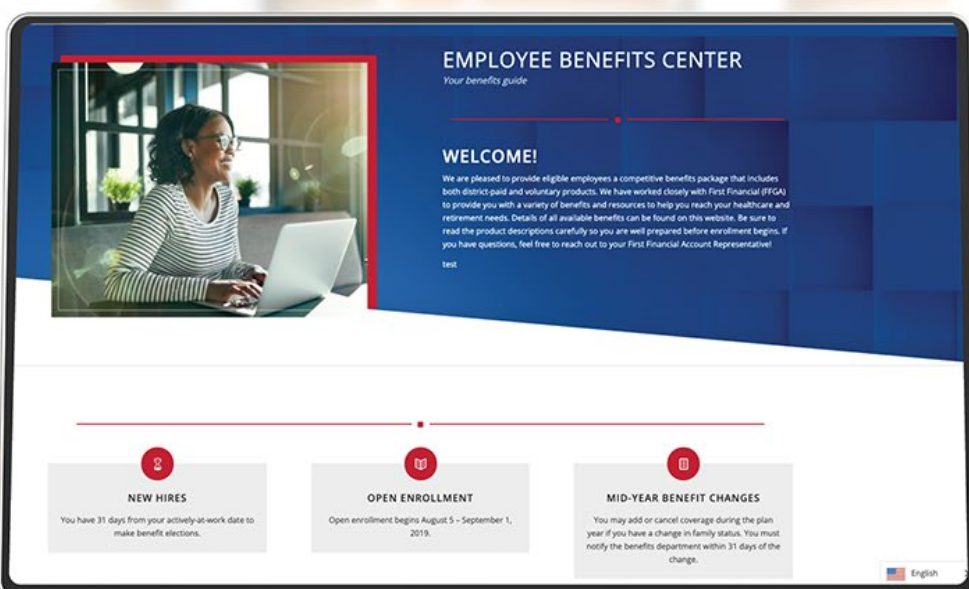 EMPLOYEE BENEFITS CENTER
Your benefits guide
WELCOME!
We are pleased to provide eligible employees a competitive benefits package that includes
both district-paid and voluntary products. We have worked closely with First Financial (FFGA)
to provide you with a variety of benefits and resources to help you reach your healthcare and
retirement needs. Details of all available benefits can be found on this website. Be sure to
read the product descriptions carefully so you are well prepared before enrollment begins. If
you have questions, feel free to reach out to your First Financial Account Representative!
test
NEW HIRES
You have 31 days from your actively-at-work date to
make benefit elections.
OPEN ENROLLMENT
Open enrollment begins August 5 – September 1,
2019.
MID-YEAR BENEFIT CHANGES
You may add or cancel coverage during the plan
year if you have a change in family status. You must
notify the benefits department within 31 days of the
change.
English